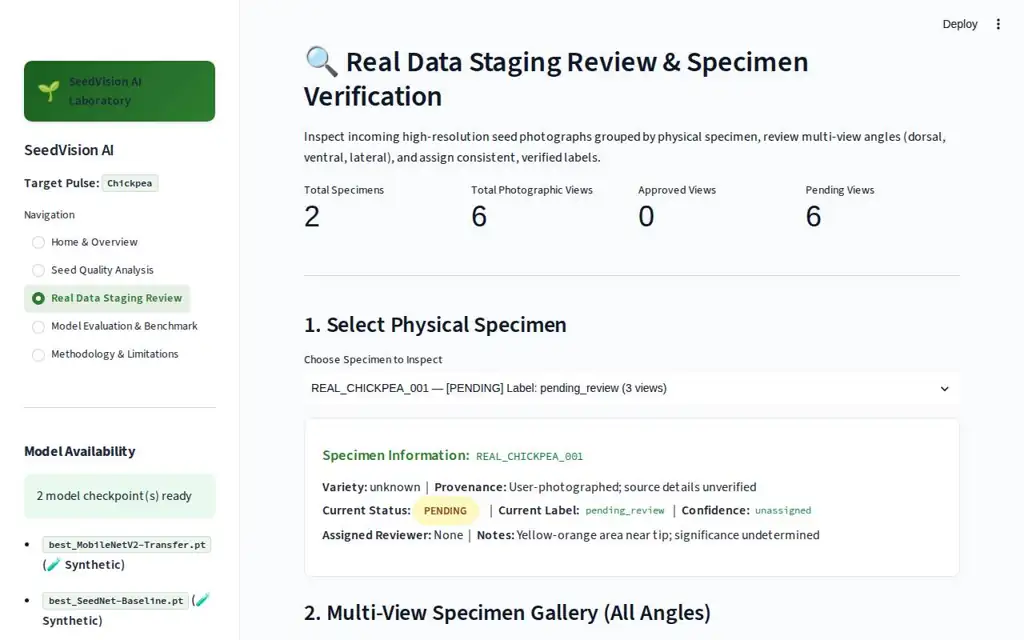 Deploy
SeedVision AI
Laboratory
SeedVision AI
Target Pulse: Chickpea
Navigation
Home & Overview
Seed Quality Analysis
Real Data Staging Review
Model Evaluation & Benchmark
Methodology & Limitations
Model Availability
2 model checkpoint(s) ready
best_MobileNetV2-Transfer.pt
(🧪 Synthetic)
best_SeedNet-Baseline.pt (🧪
Synthetic)
🔍 Real Data Staging Review & Specimen
Verification
Inspect incoming high-resolution seed photographs grouped by physical specimen, review multi-view angles (dorsal,
ventral, lateral), and assign consistent, verified labels.
Total Specimens
2
Total Photographic Views
6
Approved Views
0
Pending Views
6
1. Select Physical Specimen
Choose Specimen to Inspect
REAL_CHICKPEA_001 — [PENDING] Label: pending_review (3 views)
Specimen Information: REAL_CHICKPEA_001
Variety: unknown | Provenance: User-photographed; source details unverified
Current Status: PENDING | Current Label: pending_review | Confidence: unassigned
Assigned Reviewer: None | Notes: Yellow-orange area near tip; significance undetermined
2. Multi-View Specimen Gallery (All Angles)